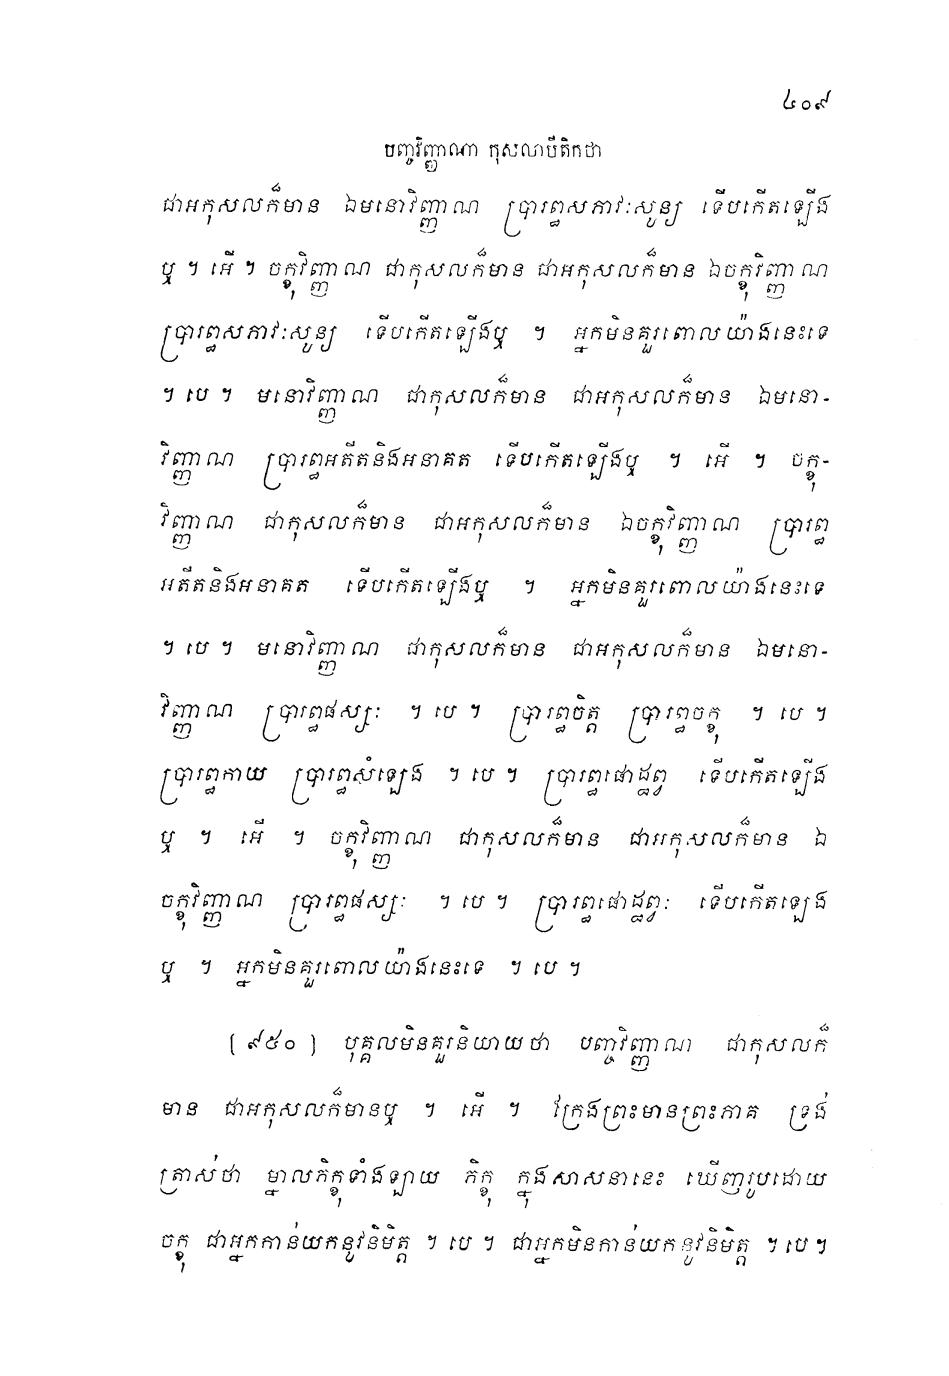 ៤០៩
បញ្ចវិញ្ញាណា កុសលាបីតិកថា
ជាអកុសលក៏មាន ឯមនោវិញ្ញាណ ប្រារព្ធសភាវៈសូន្យ ទើបកើតឡើង
ឬ ។ អើ ។ ចក្ខុវិញ្ញាណ ជាកុសលក៏មាន ជាអកុសលក៏មាន ឯចក្ខុវិញ្ញាណ
ប្រារព្ធសភាវៈសូន្យ ទើបកើតឡើងឬ ។ អ្នកមិនគួរពោលយ៉ាងនេះទេ
។ បេ ។ មនោវិញ្ញាណ ជាកុសលក៏មាន ជាអកុសលក៏មាន ឯមនោ-
វិញ្ញាណ ប្រារព្ធអតីតនិងអនាគត ទើបកើតឡើងឬ ។ អើ ។ ចក្ខុ-
វិញ្ញាណ ជាកុសលក៏មាន ជាអកុសលក៏មាន ឯចក្ខុវិញ្ញាណ ប្រារព្ធ
អតីតនិងអនាគត ទើបកើតឡើងឬ ។ អ្នកមិនគួរពោលយ៉ាងនេះទេ
។ បេ ។ មនោវិញ្ញាណ ជាកុសលក៏មាន ជាអកុសលក៏មាន ឯមនោ-
វិញ្ញាណ ប្រារព្ធផស្សៈ ។ បេ ។ ប្រារព្ធចិត្ត ប្រារព្ធចក្ខុ ។ បេ ។
ប្រារព្ធកាយ ប្រារព្ធសំឡេង ។ បេ ។ ប្រារព្ធផោដ្ឋព្វ ទើបកើតឡើង
ឬ ។ អើ ។ ចក្ខុវិញ្ញាណ ជាកុសលក៏មាន ជាអកុសលក៏មាន ឯ
ចក្ខុវិញ្ញាណ ប្រារព្ធផស្សៈ ។ បេ ។ ប្រារព្ធផោដ្ឋព្វៈ ទើបកើតឡេង
ឬ ។ អ្នកមិនគួរពោលយ៉ាងនេះទេ ។ បេ ។
(៩៥០) បុគ្គលមិនគួរនិយាយថា បញ្ចវិញ្ញាណ ជាកុសលក៏
មាន ជាអកុសលក៏មានឬ ។ អើ ។ វៃក្រែងព្រះមានព្រះភាគ ទ្រង់
ត្រាស់ថា ម្នាលភិក្ខុទាំងឡាយ ភិក្ខុ ក្នុងសាសនានេះ ឃើញរូបដោយ
ចក្ខុ ជាអ្នកកាន់យកនូវនិមិត្ត ។ បេ ។ ជាអ្នកមិនកាន់យកនូវនិមិត្ត ។ បេ ។